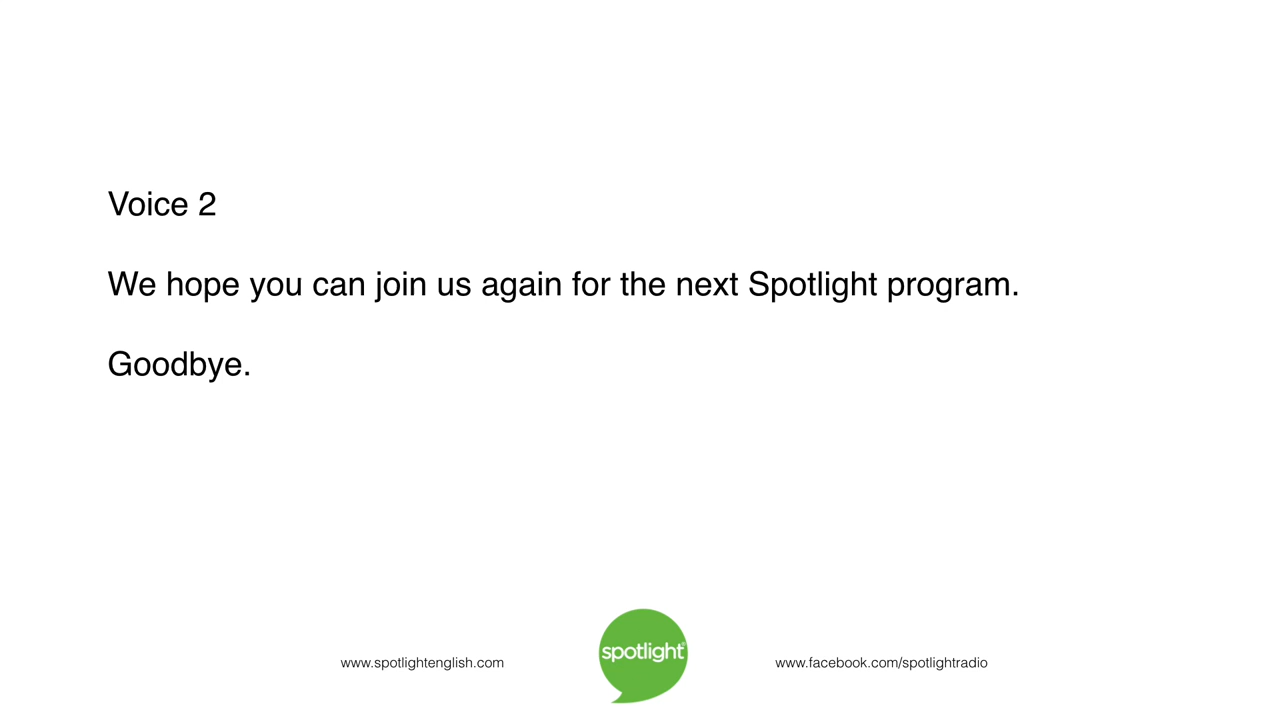 Voice 2
We hope you can join us again for the next Spotlight program.
Goodbye.
www.spotlightenglish.com
spotlight
www.facebook.com/spotlightradio